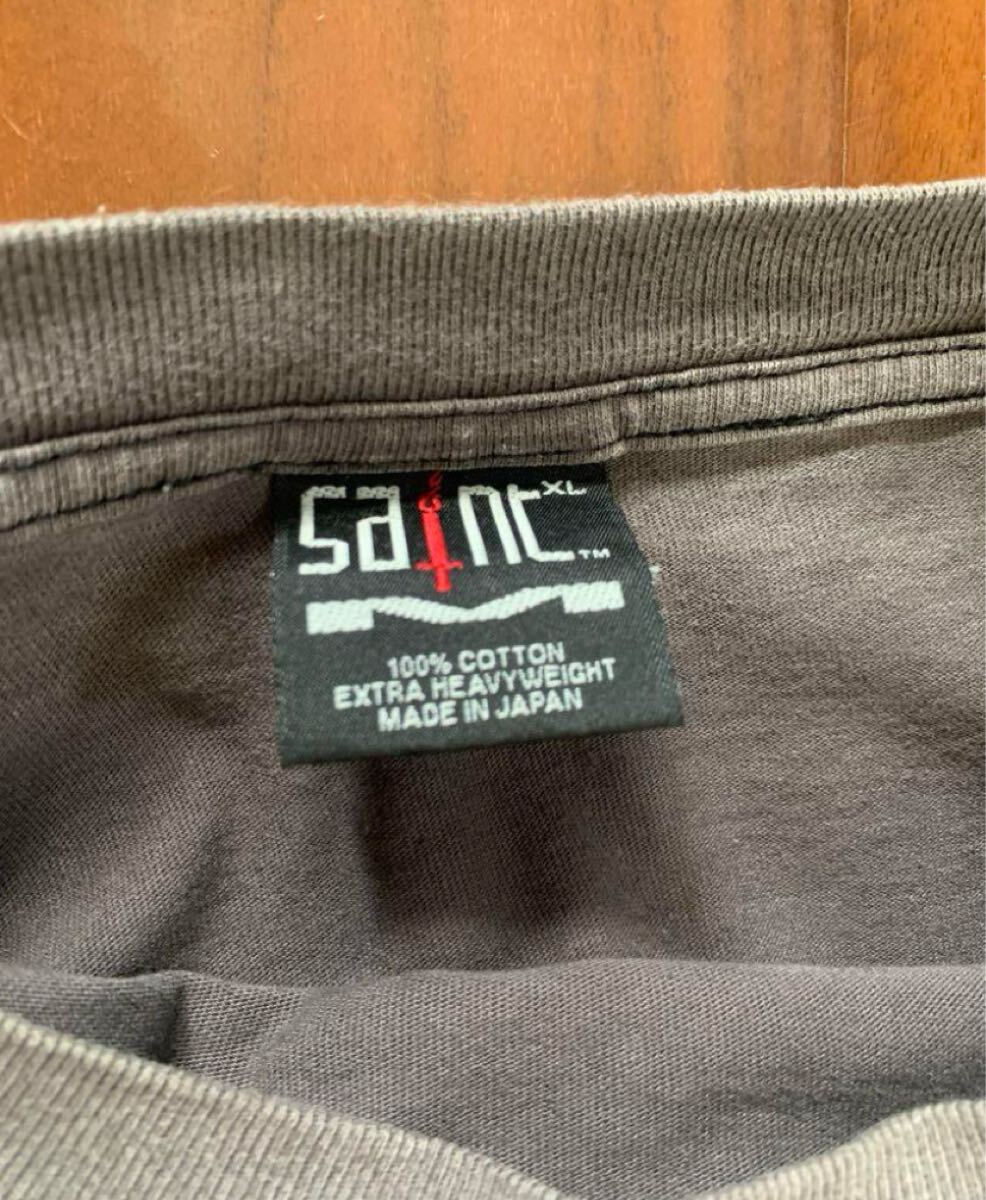 Saint XL ™
100% COTTON
EXTRA HEAVYWEIGHT
MADE IN JAPAN